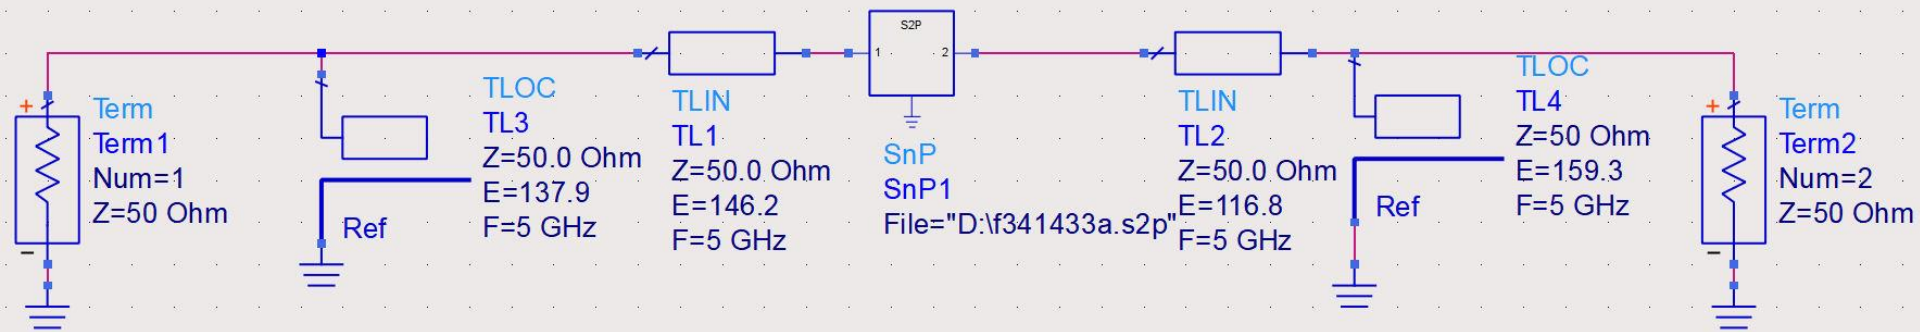 +
Term
Term1
Num=1
Z=50 Ohm
−
Ref
TLOC
TL3
Z=50.0 Ohm
E=137.9
F=5 GHz
TLIN
TL1
Z=50.0 Ohm
E=146.2
F=5 GHz
S2P
1
2
SnP
SnP1
File="D:\f341433a.s2p"
TLIN
TL2
Z=50.0 Ohm
E=116.8
F=5 GHz
Ref
TLOC
TL4
Z=50 Ohm
E=159.3
F=5 GHz
+
Term
Term2
Num=2
Z=50 Ohm
−